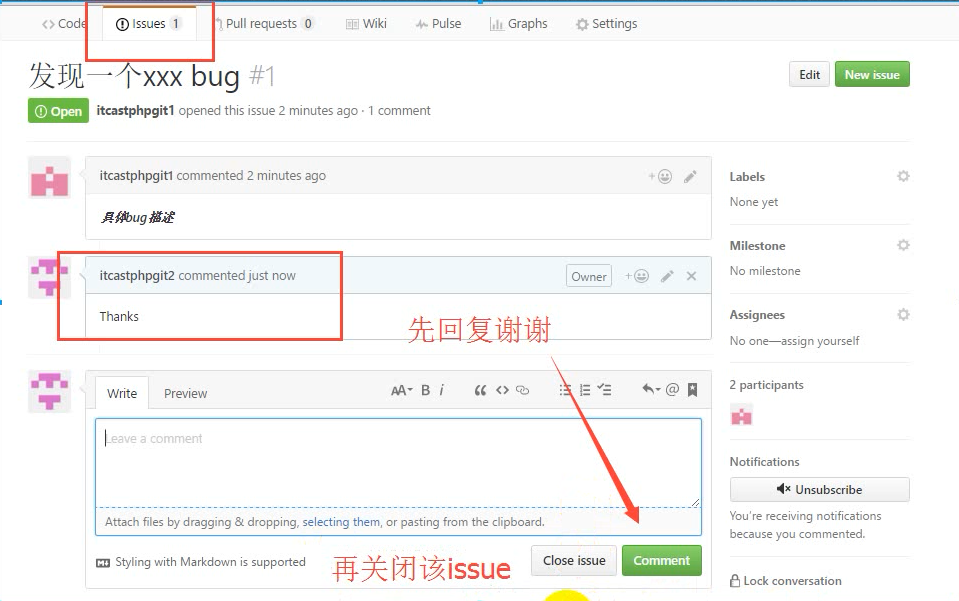 Code Issues 1 Pull requests 0 Wiki Pulse Graphs Settings
发现一个xxx bug #1
Edit New issue
Open itcastphpgit1 opened this issue 2 minutes ago · 1 comment
itcastphpgit1 commented 2 minutes ago
具体bug描述
itcastphpgit2 commented just now
Owner
Thanks
先回复谢谢
Write Preview
AA B i “ <> @
Leave a comment
Attach files by dragging & dropping, selecting them, or pasting from the clipboard.
Styling with Markdown is supported
再关闭该issue
Close issue Comment
Labels
None yet
Milestone
No milestone
Assignees
No one—assign yourself
2 participants
Notifications
Unsubscribe
You're receiving notifications
because you commented.
Lock conversation